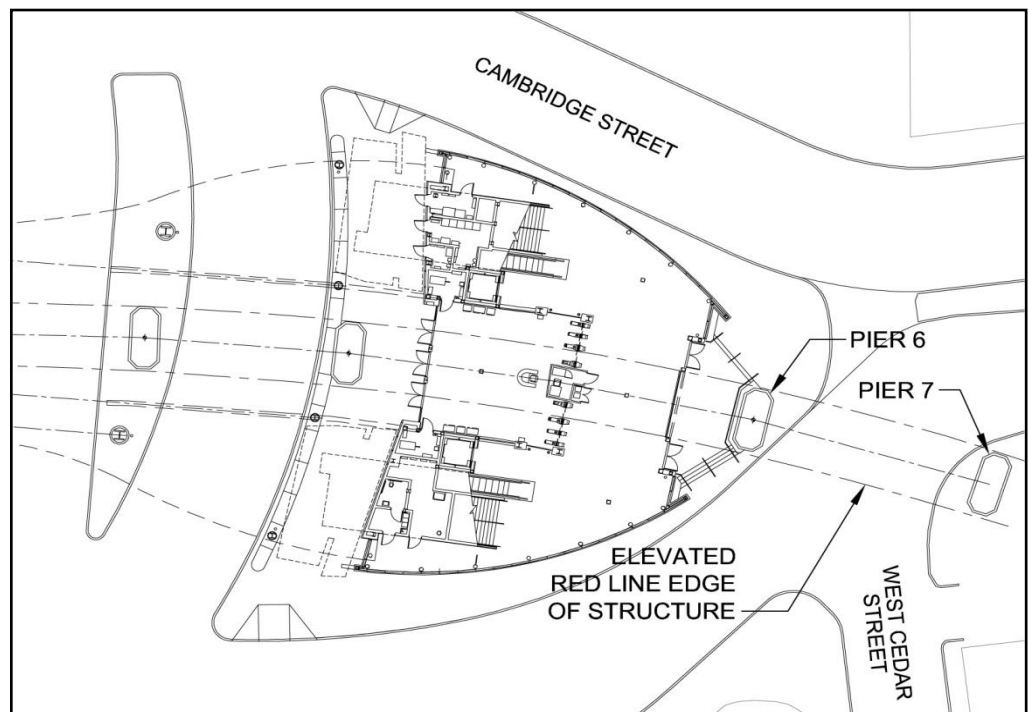 CAMBRIDGE STREET
PIER 6
PIER 7
ELEVATED
RED LINE EDGE
OF STRUCTURE
WEST CEDAR
STREET